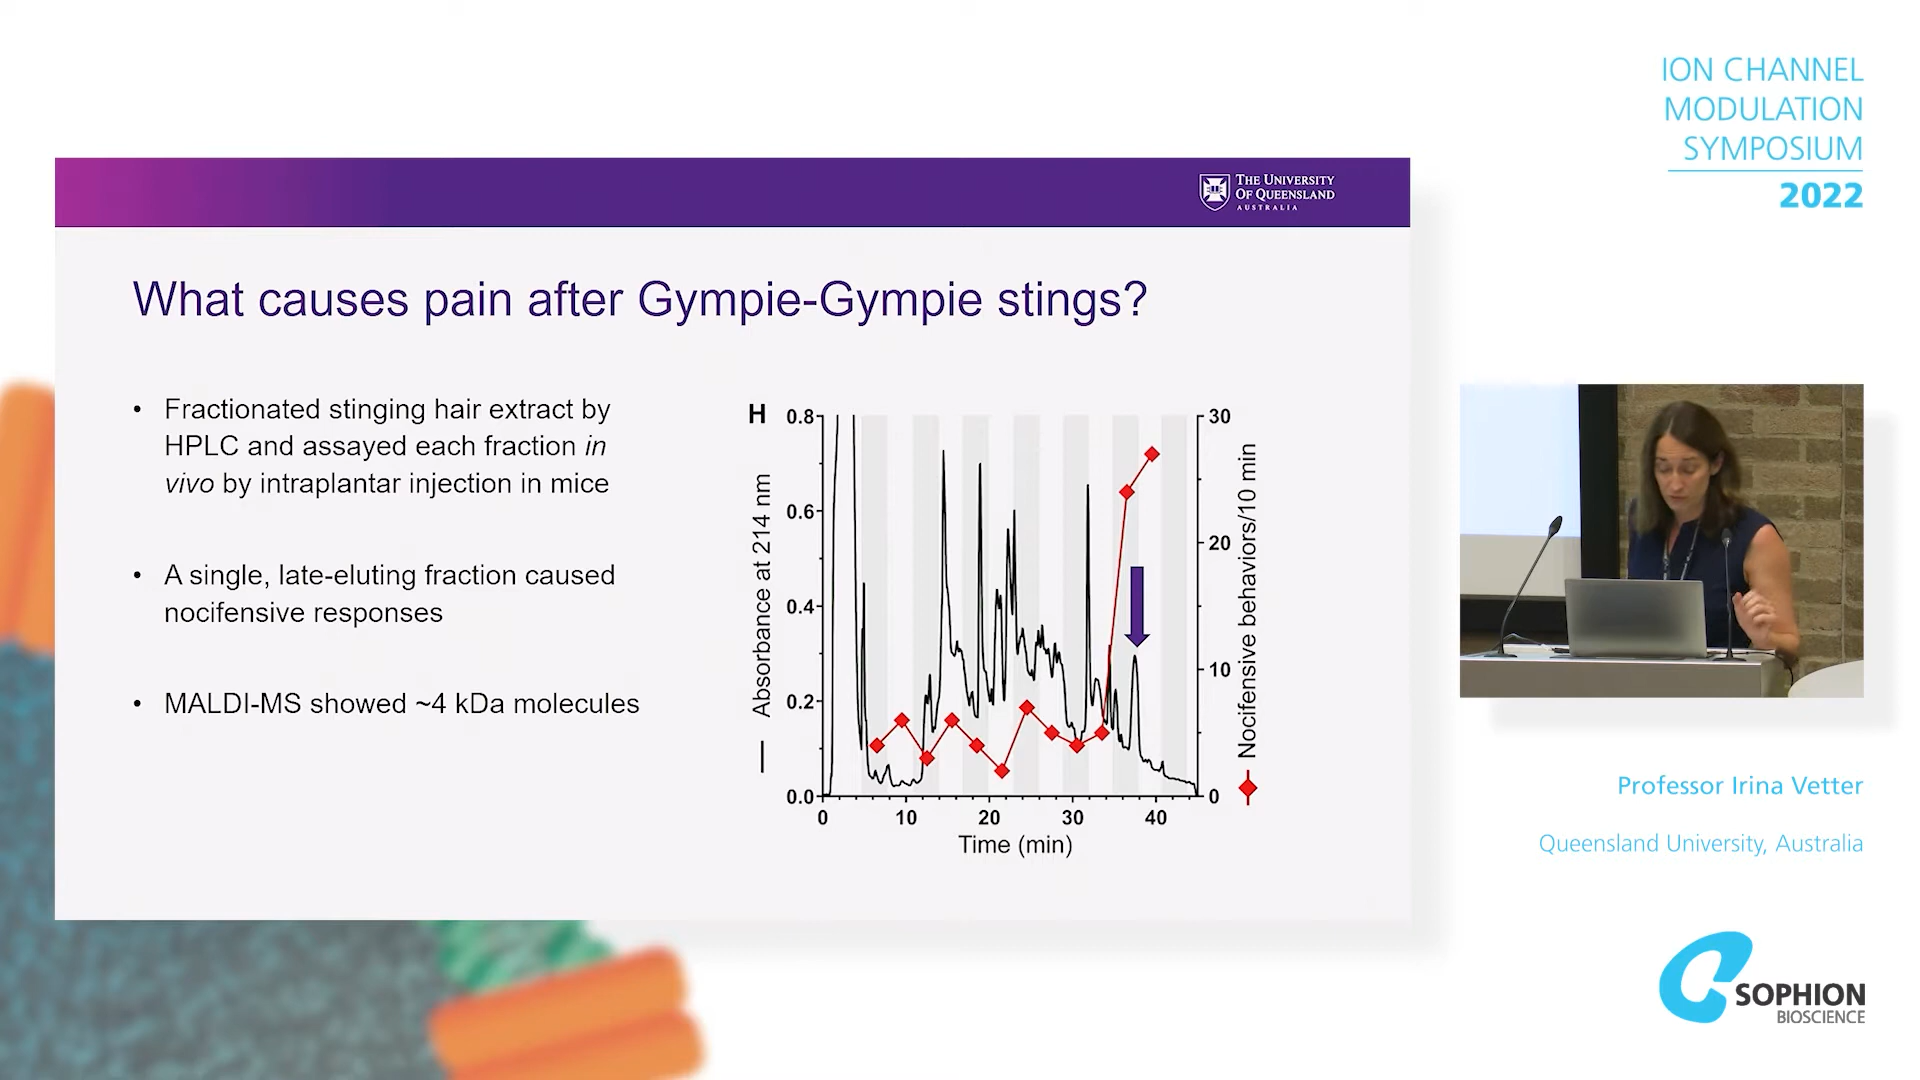 ION CHANNEL
MODULATION
SYMPOSIUM
2022
THE UNIVERSITY
OF QUEENSLAND
AUSTRALIA
What causes pain after Gympie-Gympie stings?
• Fractionated stinging hair extract by
HPLC and assayed each fraction in
vivo by intraplantar injection in mice
• A single, late-eluting fraction caused
nocifensive responses
• MALDI-MS showed ~4 kDa molecules
H
Absorbance at 214 nm
0.8
0.6
0.4
0.2
0.0
30
20
10
0
Nocifensive behaviors/10 min
0 10 20 30 40
Time (min)
Professor Irina Vetter
Queensland University, Australia
SOPHION
BIOSCIENCE